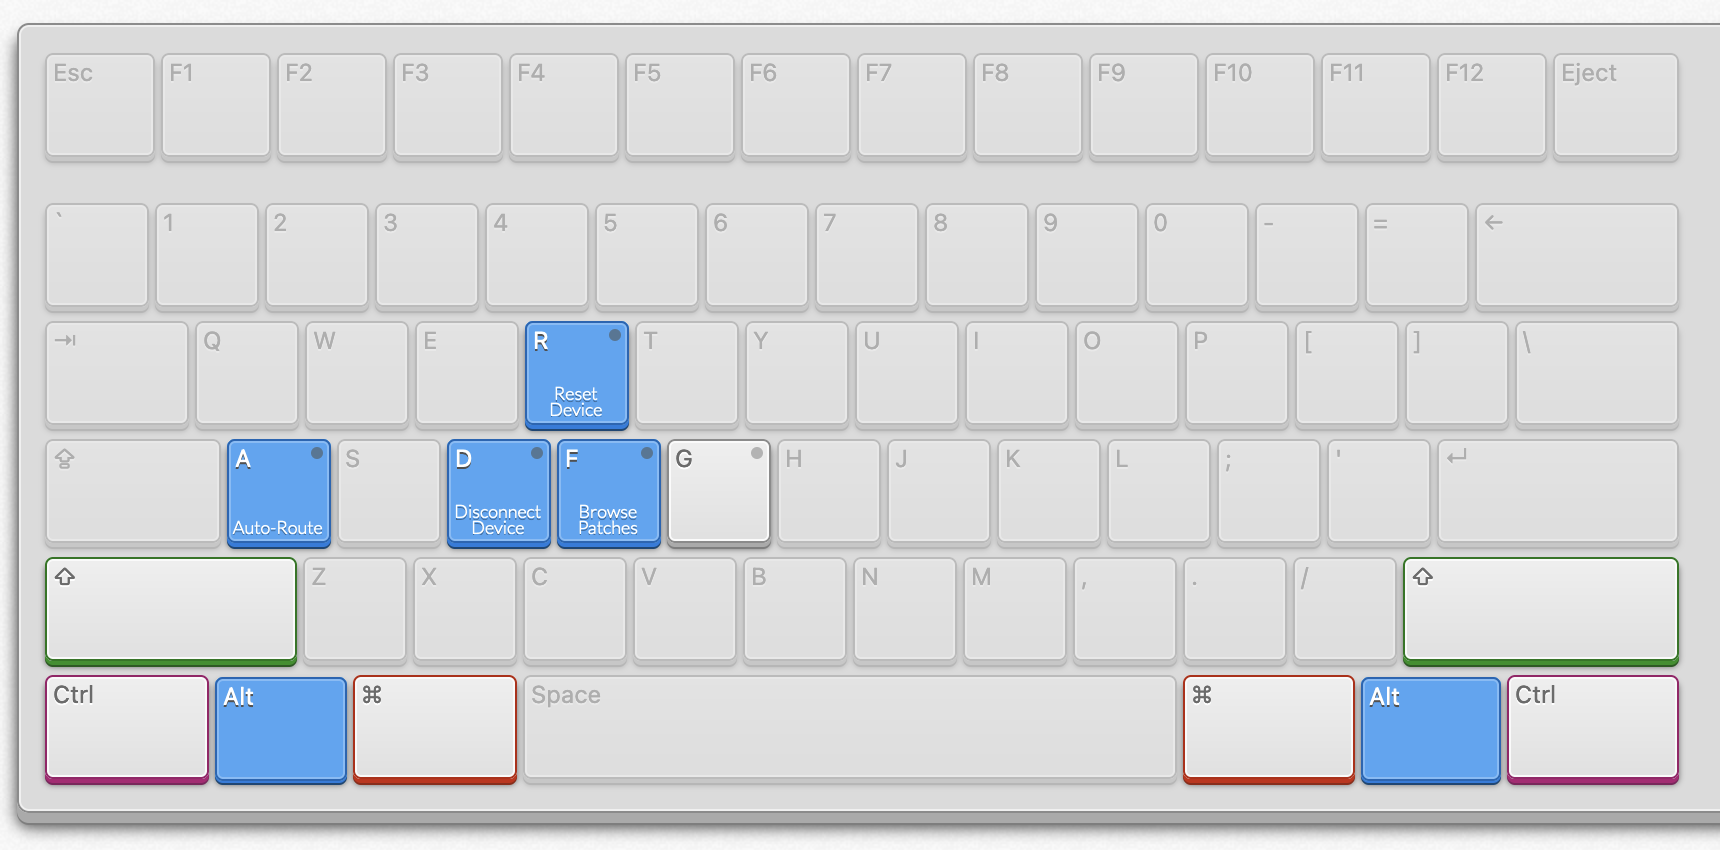 Esc F1 F2 F3 F4 F5 F6 F7 F8 F9 F10 F11 F12 Eject
` 1 2 3 4 5 6 7 8 9 0 - = ←
⇥ Q W E R T Y U I O P [ ] \
Reset
Device
⇪ A S D F G H J K L ; ' ↵
Auto-Route
Disconnect
Device
Browse
Patches
⇧ Z X C V B N M , . / ⇧
Ctrl Alt ⌘ Space ⌘ Alt Ctrl